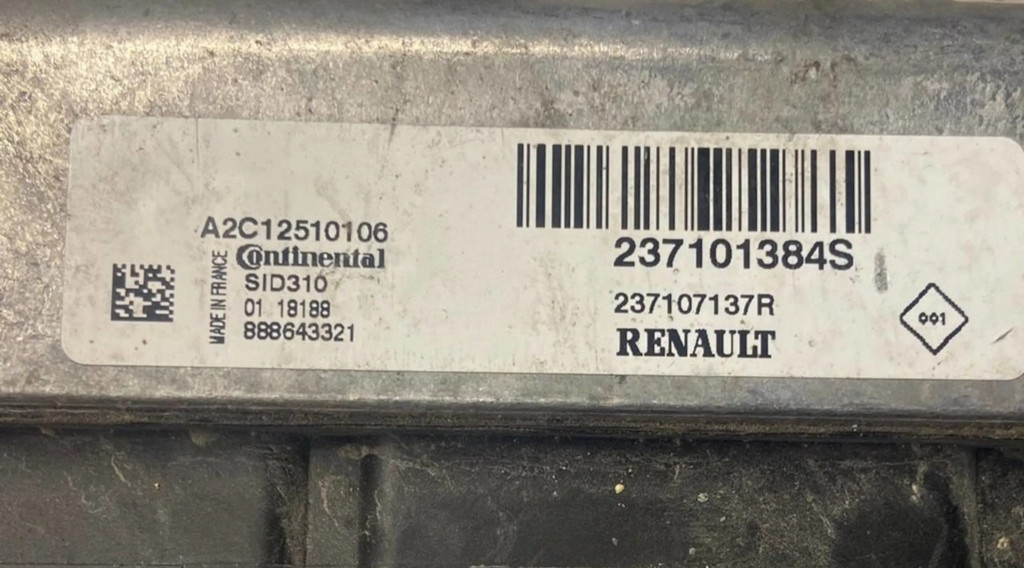 A2C12510106
Continental
MADE IN FRANCE
SID310
01 18188
888643321
237101384S
237107137R
RENAULT
001